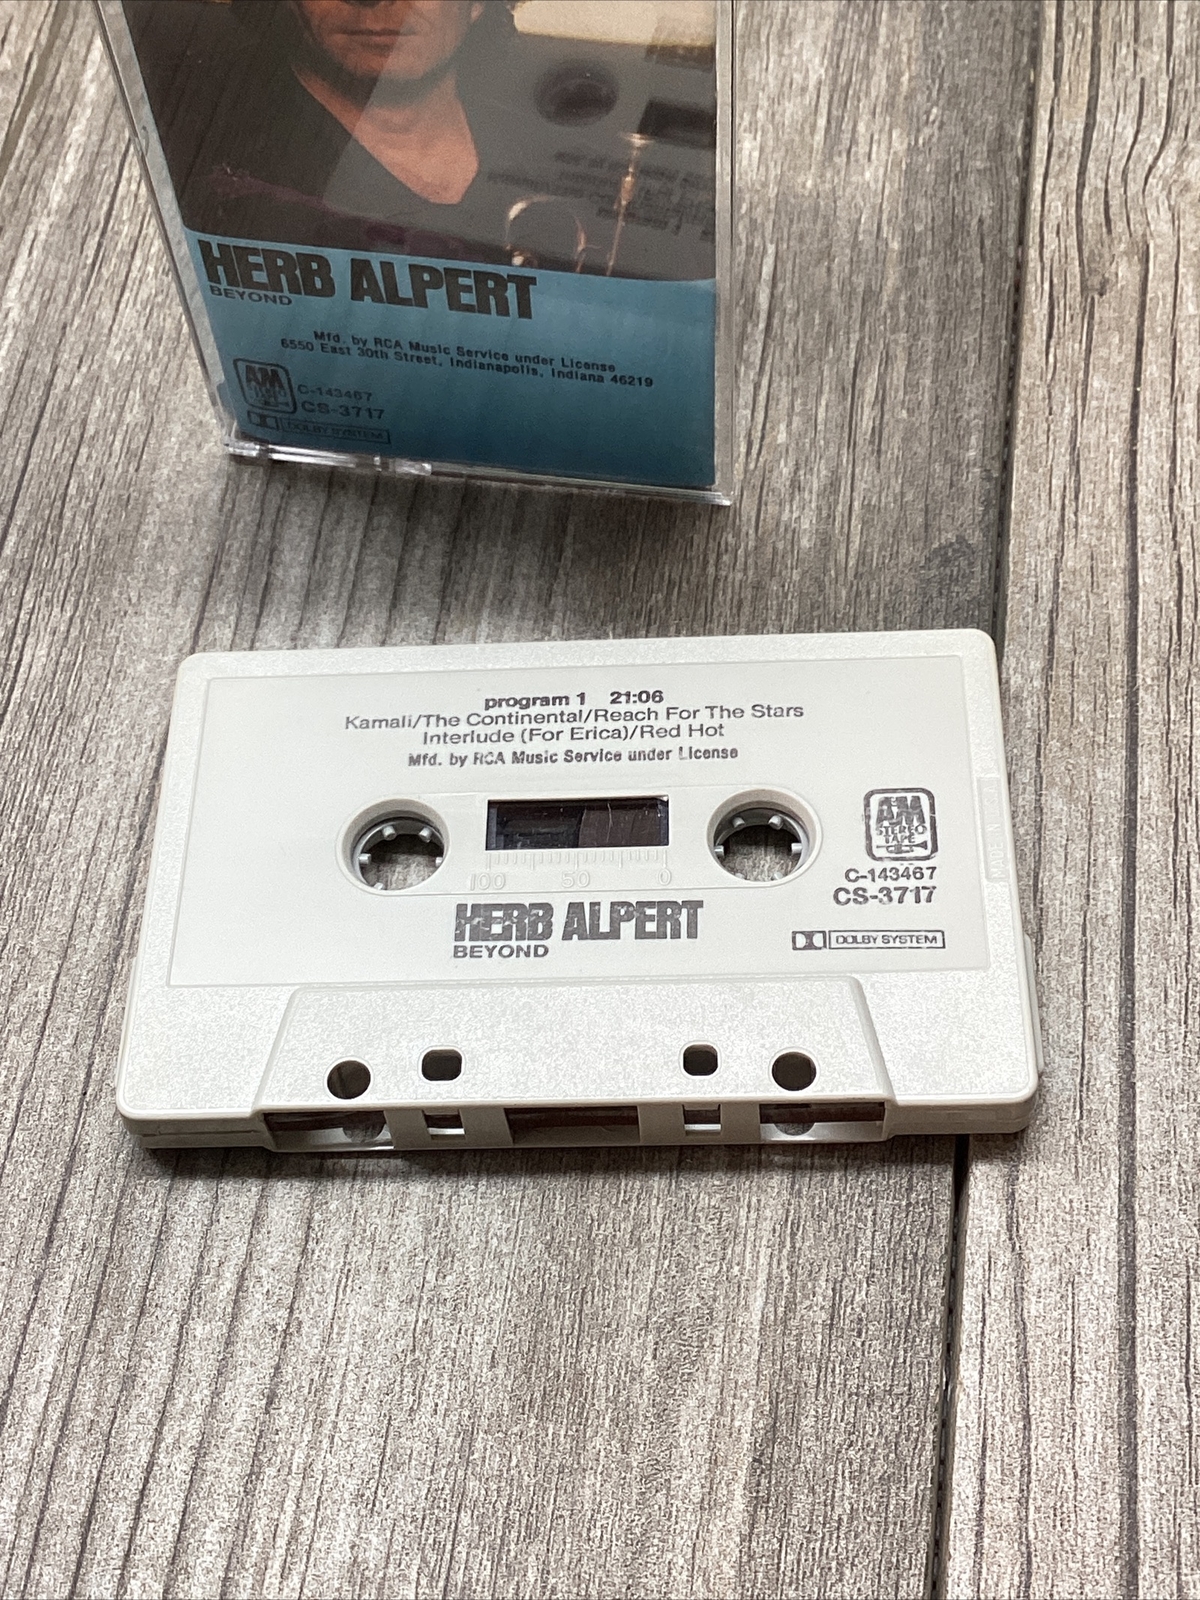 HERB ALPERT
BEYOND
Mfd. by RCA Music Service under License
6550 East 30th Street, Indianapolis, Indiana 46219
A&M
C-143467
CS-3717
DOLBY SYSTEM
program 1 21:06
Kamali/The Continental/Reach For The Stars
Interlude (For Erica)/Red Hot
Mfd. by RCA Music Service under License
A&M
STEREO
TAPE
C-143467
CS-3717
100 50 0
HERB ALPERT
BEYOND
DOLBY SYSTEM